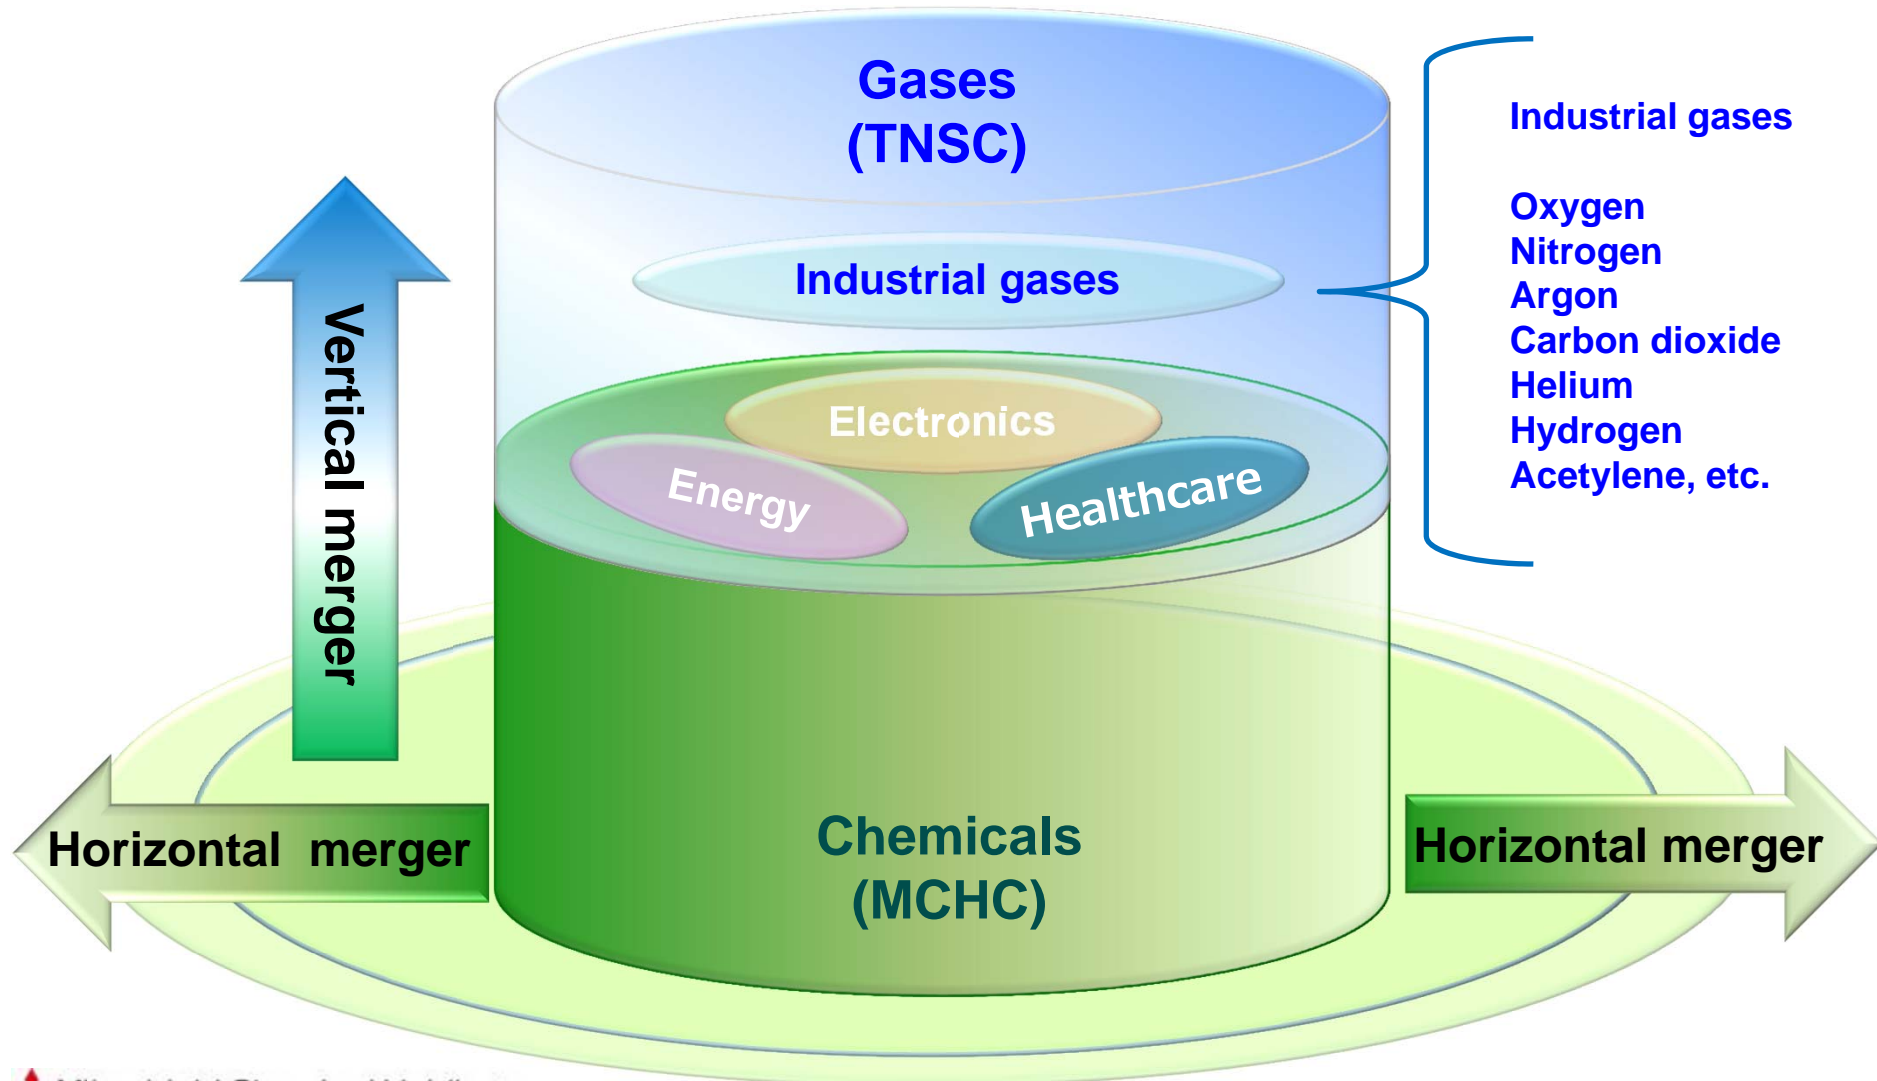 Gases
(TNSC)
Industrial gases
Electronics
Energy
Healthcare
Chemicals
(MCHC)
Vertical merger
Horizontal merger
Horizontal merger
Industrial gases
Oxygen
Nitrogen
Argon
Carbon dioxide
Helium
Hydrogen
Acetylene, etc.